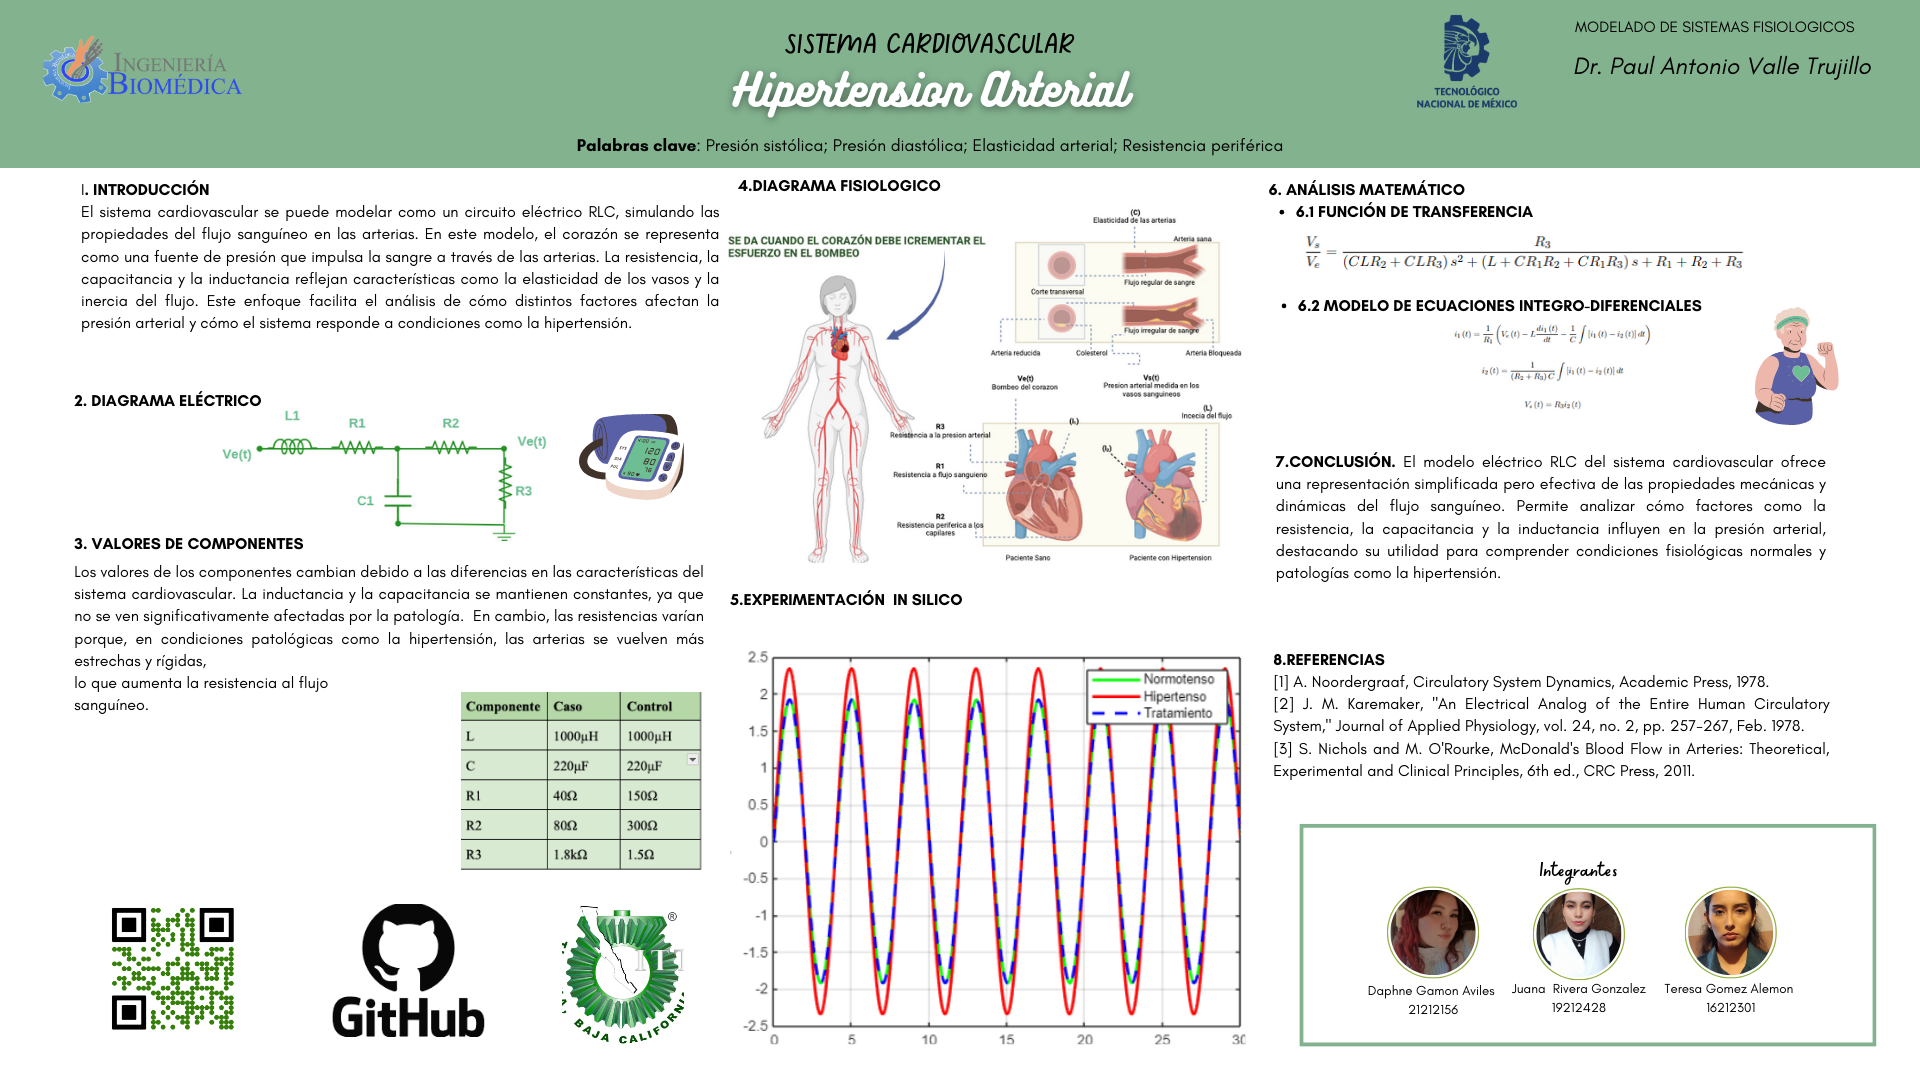 INGENIERÍA
BIOMÉDICA
SISTEMA CARDIOVASCULAR
Hipertension Arterial
Palabras clave: Presión sistólica; Presión diastólica; Elasticidad arterial; Resistencia periférica
TECNOLÓGICO
NACIONAL DE MÉXICO
MODELADO DE SISTEMAS FISIOLOGICOS
Dr. Paul Antonio Valle Trujillo
I. INTRODUCCIÓN
El sistema cardiovascular se puede modelar como un circuito eléctrico RLC, simulando las
propiedades del flujo sanguíneo en las arterias. En este modelo, el corazón se representa
como una fuente de presión que impulsa la sangre a través de las arterias. La resistencia, la
capacitancia y la inductancia reflejan características como la elasticidad de los vasos y la
inercia del flujo. Este enfoque facilita el análisis de cómo distintos factores afectan la
presión arterial y cómo el sistema responde a condiciones como la hipertensión.
2. DIAGRAMA ELÉCTRICO
L1
R1
R2
Ve(t)
Ve(t)
C1
R3
120
80
76
3. VALORES DE COMPONENTES
Los valores de los componentes cambian debido a las diferencias en las características del
sistema cardiovascular. La inductancia y la capacitancia se mantienen constantes, ya que
no se ven significativamente afectadas por la patología. En cambio, las resistencias varían
porque, en condiciones patológicas como la hipertensión, las arterias se vuelven más
estrechas y rígidas,
lo que aumenta la resistencia al flujo
sanguíneo.
Componente Caso Control
L 1000µH 1000µH
C 220µF 220µF
R1 40Ω 150Ω
R2 80Ω 300Ω
R3 1.8kΩ 1.5Ω
GitHub
®
ITT
BAJA CALIFORNIA
4.DIAGRAMA FISIOLOGICO
SE DA CUANDO EL CORAZÓN DEBE ICREMENTAR EL
ESFUERZO EN EL BOMBEO
(C)
Elasticidad de las arterias
Arteria sana
Corte transversal
Flujo regular de sangre
Flujo irregular de sangre
Arteria reducida
Colesterol
Arteria Bloqueada
Ve(t)
Bombeo del corazon
Vs(t)
Presion arterial medida en los
vasos sanguineos
(L)
Incecia del flujo
R3
Resistencia a la presion arterial
(I₁)
(I₂)
R1
Resistencia a flujo sanguieno
R2
Resistencia periferica a los
capilares
Paciente Sano
Paciente con Hipertension
5.EXPERIMENTACIÓN IN SILICO
2.5
2
1.5
1
0.5
0
-0.5
-1
-1.5
-2
-2.5
0 5 10 15 20 25 30
Normotenso
Hipertenso
Tratamiento
6. ANÁLISIS MATEMÁTICO
• 6.1 FUNCIÓN DE TRANSFERENCIA
V_s/V_e = R_3/((CLR_2 + CLR_3) s² + (L + CR_1R_2 + CR_1R_3) s + R_1 + R_2 + R_3)
• 6.2 MODELO DE ECUACIONES INTEGRO-DIFERENCIALES
i_1(t) = 1/R_1 (V_e(t) − L di_1(t)/dt − 1/C ∫[i_1(t) − i_2(t)] dt)
i_2(t) = 1/((R_2 + R_3) C) ∫[i_1(t) − i_2(t)] dt
V_s(t) = R_3i_2(t)
7.CONCLUSIÓN. El modelo eléctrico RLC del sistema cardiovascular ofrece
una representación simplificada pero efectiva de las propiedades mecánicas y
dinámicas del flujo sanguíneo. Permite analizar cómo factores como la
resistencia, la capacitancia y la inductancia influyen en la presión arterial,
destacando su utilidad para comprender condiciones fisiológicas normales y
patologías como la hipertensión.
8.REFERENCIAS
[1] A. Noordergraaf, Circulatory System Dynamics, Academic Press, 1978.
[2] J. M. Karemaker, "An Electrical Analog of the Entire Human Circulatory
System," Journal of Applied Physiology, vol. 24, no. 2, pp. 257-267, Feb. 1978.
[3] S. Nichols and M. O'Rourke, McDonald's Blood Flow in Arteries: Theoretical,
Experimental and Clinical Principles, 6th ed., CRC Press, 2011.
Integrantes
Daphne Gamon Aviles
21212156
Juana Rivera Gonzalez
19212428
Teresa Gomez Alemon
16212301